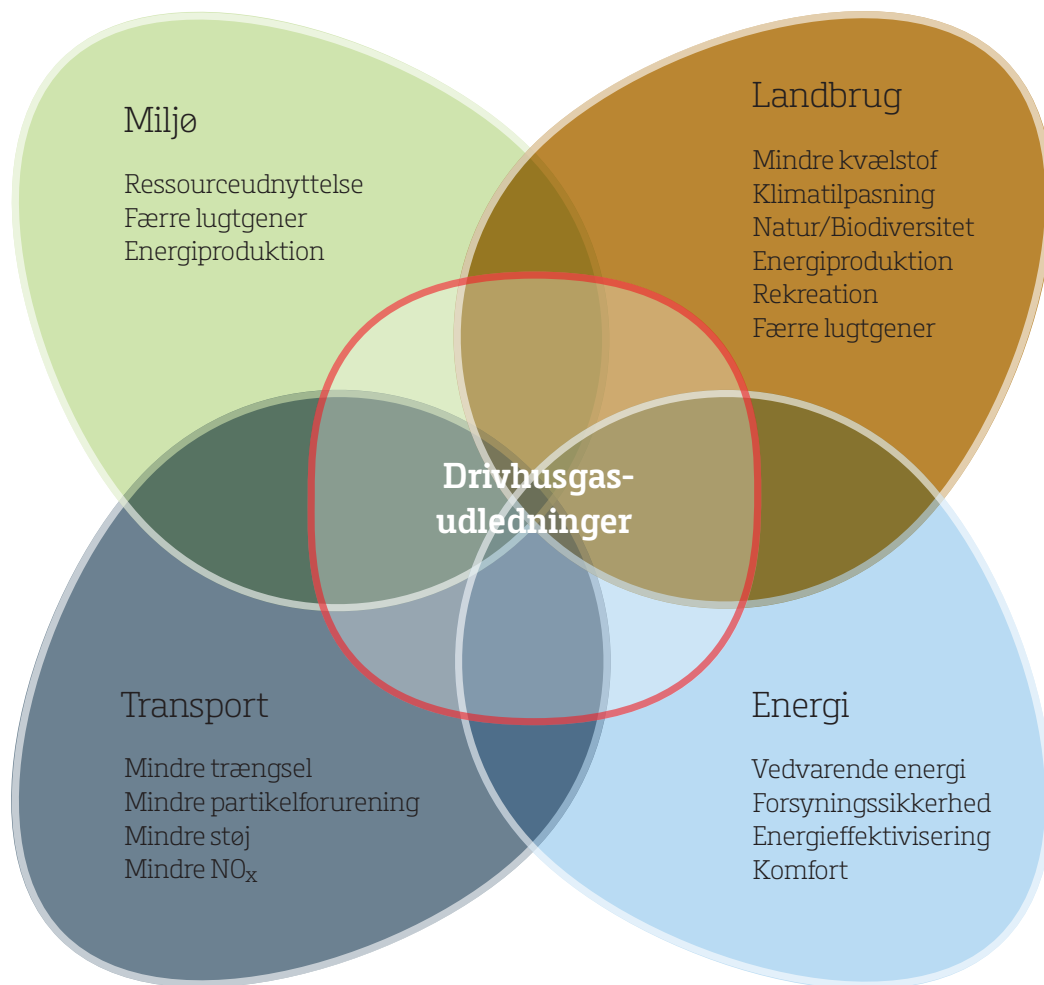 Miljø
Ressourceudnyttelse
Færre lugtgener
Energiproduktion
Landbrug
Mindre kvælstof
Klimatilpasning
Natur/Biodiversitet
Energiproduktion
Rekreation
Færre lugtgener
Drivhusgas-
udledninger
Transport
Mindre trængsel
Mindre partikelforurening
Mindre støj
Mindre NOx
Energi
Vedvarende energi
Forsyningssikkerhed
Energieffektivisering
Komfort